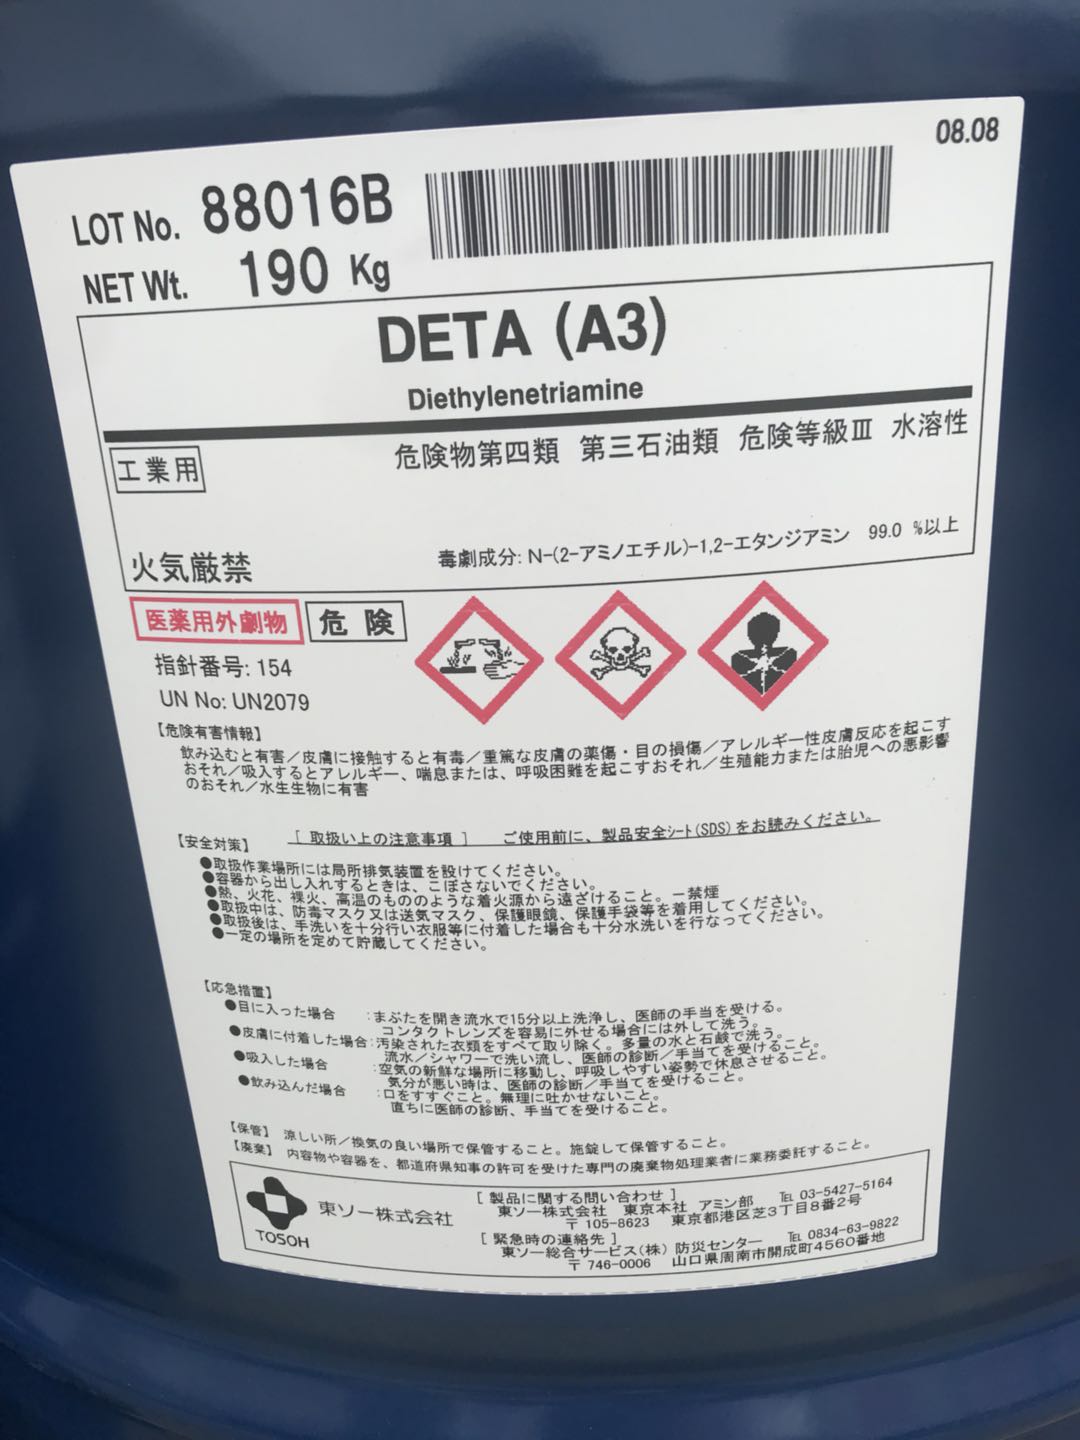 08.08
LOT No. 88016B
NET Wt. 190 Kg
DETA (A3)
Diethylenetriamine
工業用
危険物第四類 第三石油類 危険等級Ⅲ 水溶性
火気厳禁
毒劇成分: N-(2-アミノエチル)-1,2-エタンジアミン 99.0 %以上
医薬用外劇物 危険
指針番号: 154
UN No: UN2079
【危険有害情報】
飲み込むと有害/皮膚に接触すると有毒/重篤な皮膚の薬傷・目の損傷/アレルギー性皮膚反応を起こす
おそれ/吸入するとアレルギー、喘息または、呼吸困難を起こすおそれ/生殖能力または胎児への悪影響
のおそれ/水生生物に有害
【安全対策】 [ 取扱い上の注意事項 ] ご使用前に、製品安全シート(SDS)をお読みください。
●取扱作業場所には局所排気装置を設けてください。
●容器から出し入れするときは、こぼさないでください。
●熱、火花、裸火、高温のもののような着火源から遠ざけること。ー禁煙
●取扱中は、防毒マスク又は送気マスク、保護眼鏡、保護手袋等を着用してください。
●取扱後は、手洗いを十分行い衣服等に付着した場合も十分水洗いを行なってください。
●一定の場所を定めて貯蔵してください。
【応急措置】
●目に入った場合 :まぶたを開き流水で15分以上洗浄し、医師の手当を受ける。
コンタクトレンズを容易に外せる場合には外して洗う。
●皮膚に付着した場合:汚染された衣類をすべて取り除く。多量の水と石鹸で洗う。
流水/シャワーで洗い流し、医師の診断/手当てを受けること。
●吸入した場合 :空気の新鮮な場所に移動し、呼吸しやすい姿勢で休息させること。
気分が悪い時は、医師の診断/手当てを受けること。
●飲み込んだ場合 :口をすすぐこと。無理に吐かせないこと。
直ちに医師の診断、手当てを受けること。
【保管】 涼しい所/換気の良い場所で保管すること。施錠して保管すること。
【廃棄】 内容物や容器を、都道府県知事の許可を受けた専門の廃棄物処理業者に業務委託すること。
TOSOH
東ソー株式会社
[ 製品に関する問い合わせ ]
東ソー株式会社 東京本社 アミン部 ℡ 03-5427-5164
〒105-8623 東京都港区芝3丁目8番2号
[ 緊急時の連絡先 ]
東ソー総合サービス(株) 防災センター ℡ 0834-63-9822
〒746-0006 山口県周南市開成町4560番地